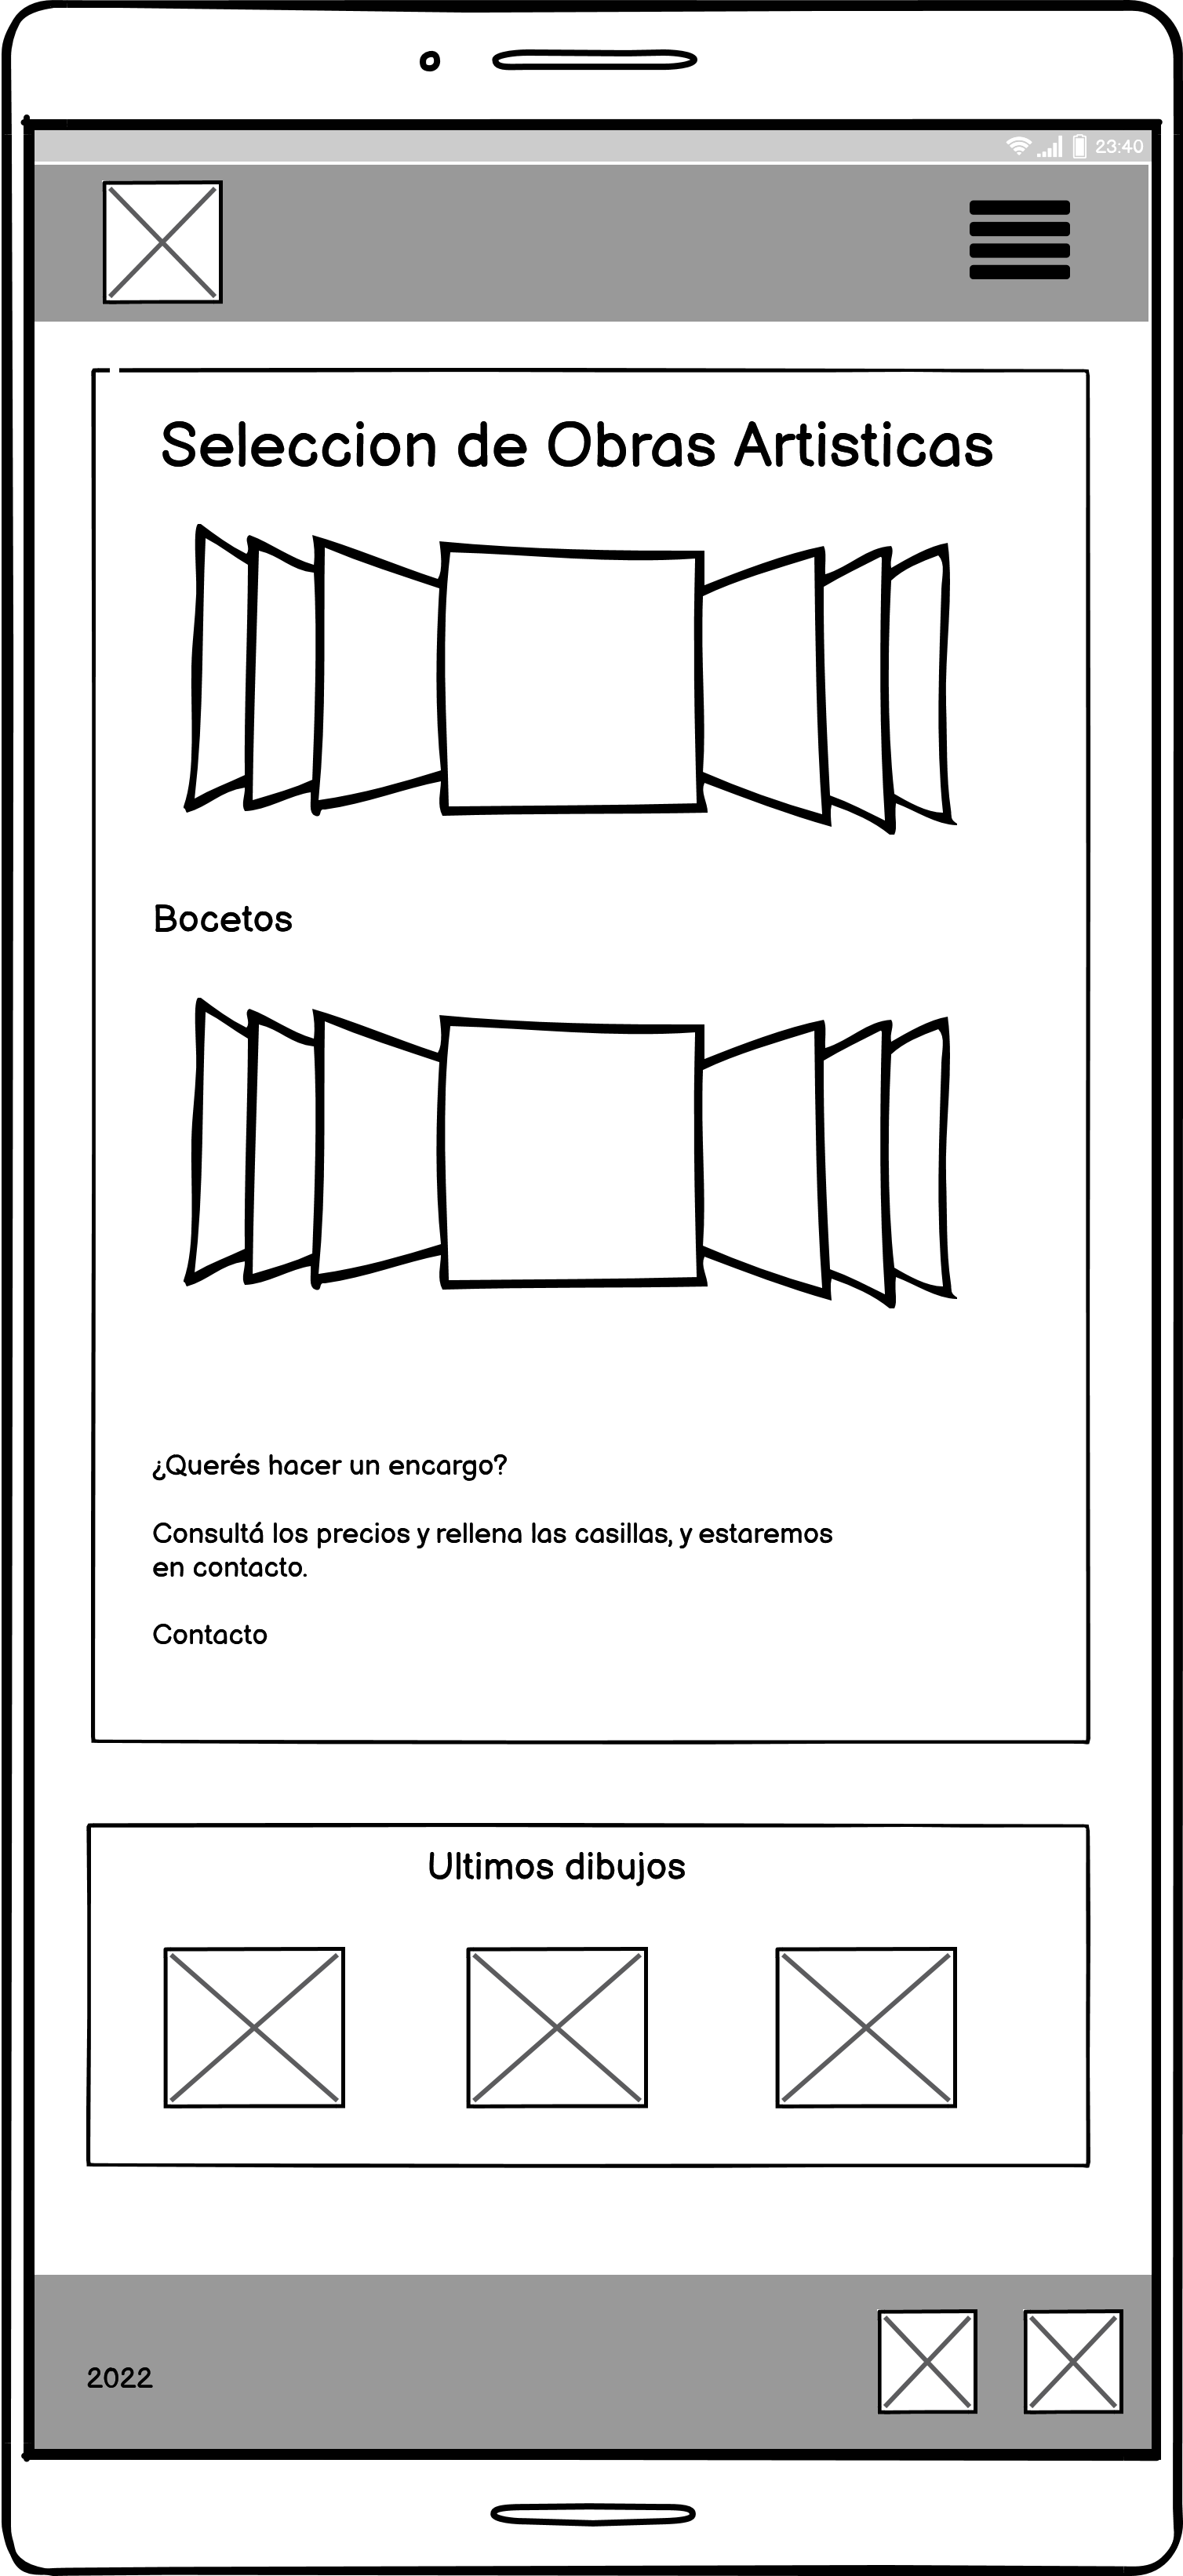 23:40
Seleccion de Obras Artisticas
Bocetos
¿Querés hacer un encargo?
Consultá los precios y rellena las casillas, y estaremos
en contacto.
Contacto
Ultimos dibujos
2022